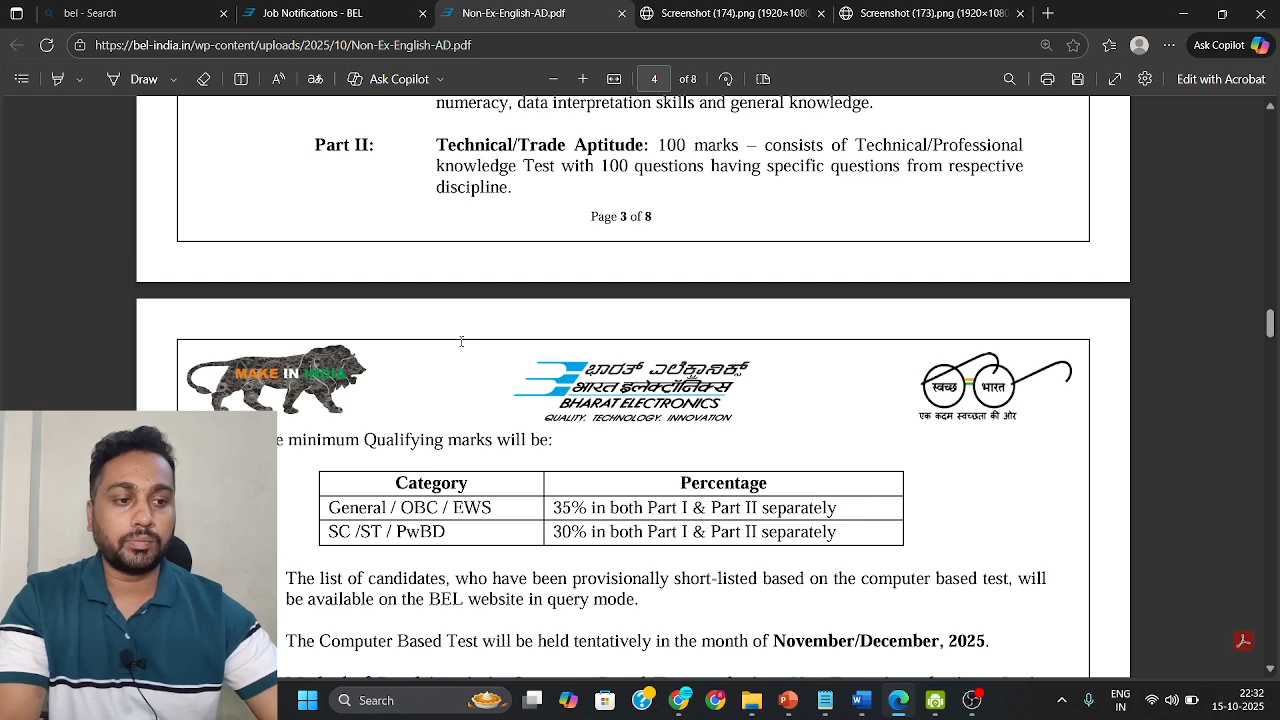 bel - Search
Job Notifications - BEL
Non-Ex-English-AD.pdf
Screenshot (174).png (1920×1080
Screenshot (173).png (1920×1080
https://bel-india.in/wp-content/uploads/2025/10/Non-Ex-English-AD.pdf
Ask Copilot
Draw
Ask Copilot
4 of 8
Edit with Acrobat
numeracy, data interpretation skills and general knowledge.
Part II: Technical/Trade Aptitude: 100 marks – consists of Technical/Professional
knowledge Test with 100 questions having specific questions from respective
discipline.
Page 3 of 8
MAKE IN INDIA
ಭಾರತ್ ಎಲೆಕ್ಟ್ರಾನಿಕ್ಸ್
भारत इलेक्ट्रॉनिक्स
BHARAT ELECTRONICS
QUALITY. TECHNOLOGY. INNOVATION
स्वच्छ भारत
एक कदम स्वच्छता की ओर
e minimum Qualifying marks will be:
Category Percentage
General / OBC / EWS 35% in both Part I & Part II separately
SC /ST / PwBD 30% in both Part I & Part II separately
The list of candidates, who have been provisionally short-listed based on the computer based test, will
be available on the BEL website in query mode.
The Computer Based Test will be held tentatively in the month of November/December, 2025.
Search
ENG
IN
22:32
15-10-2025